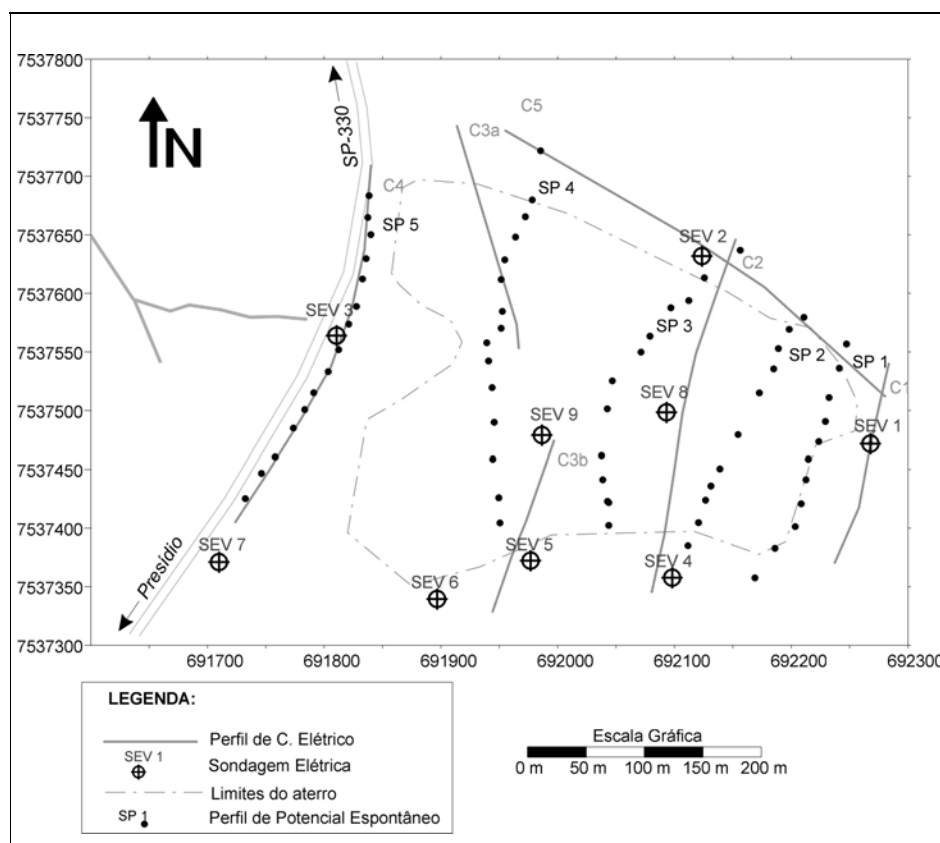 7537800
7537750
7537700
7537650
7537600
7537550
7537500
7537450
7537400
7537350
7537300
691700 691800 691900 692000 692100 692200 692300
N
SP-330
Presídio
C5
C3a
C4
SP 4
SP 5
SEV 2
C2
SEV 3
SP 3
SP 2
SP 1
C1
SEV 8
SEV 9
SEV 1
C3b
SEV 7
SEV 5
SEV 4
SEV 6
LEGENDA:
Perfil de C. Elétrico
SEV 1
Sondagem Elétrica
Limites do aterro
SP 1
Perfil de Potencial Espontâneo
Escala Gráfica
0 m 50 m 100 m 150 m 200 m